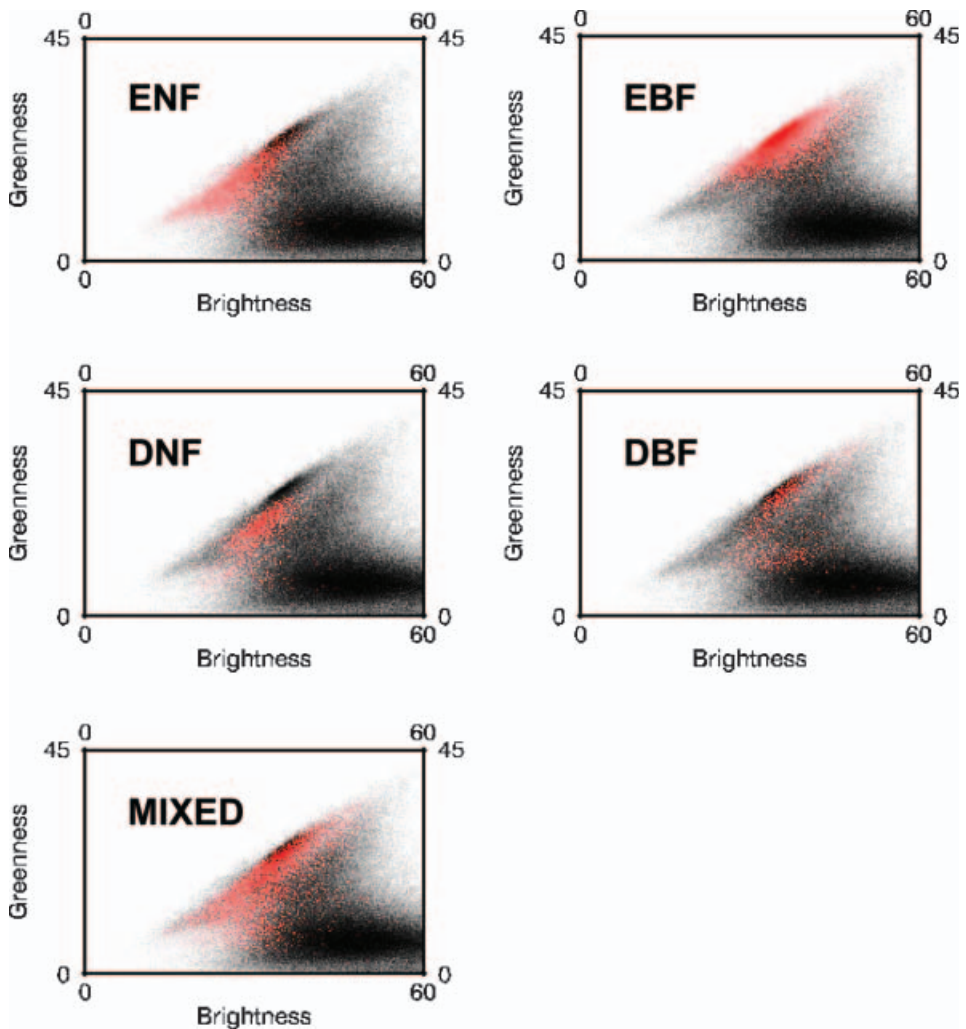 0 60 0 60
45 45 45 45
ENF EBF
Greenness Greenness
0 0 0 0
0 60 0 60
Brightness Brightness
0 60 0 60
45 45 45 45
DNF DBF
Greenness Greenness
0 0 0 0
0 60 0 60
Brightness Brightness
0 60
45 45
MIXED
Greenness
0 0
0 60
Brightness